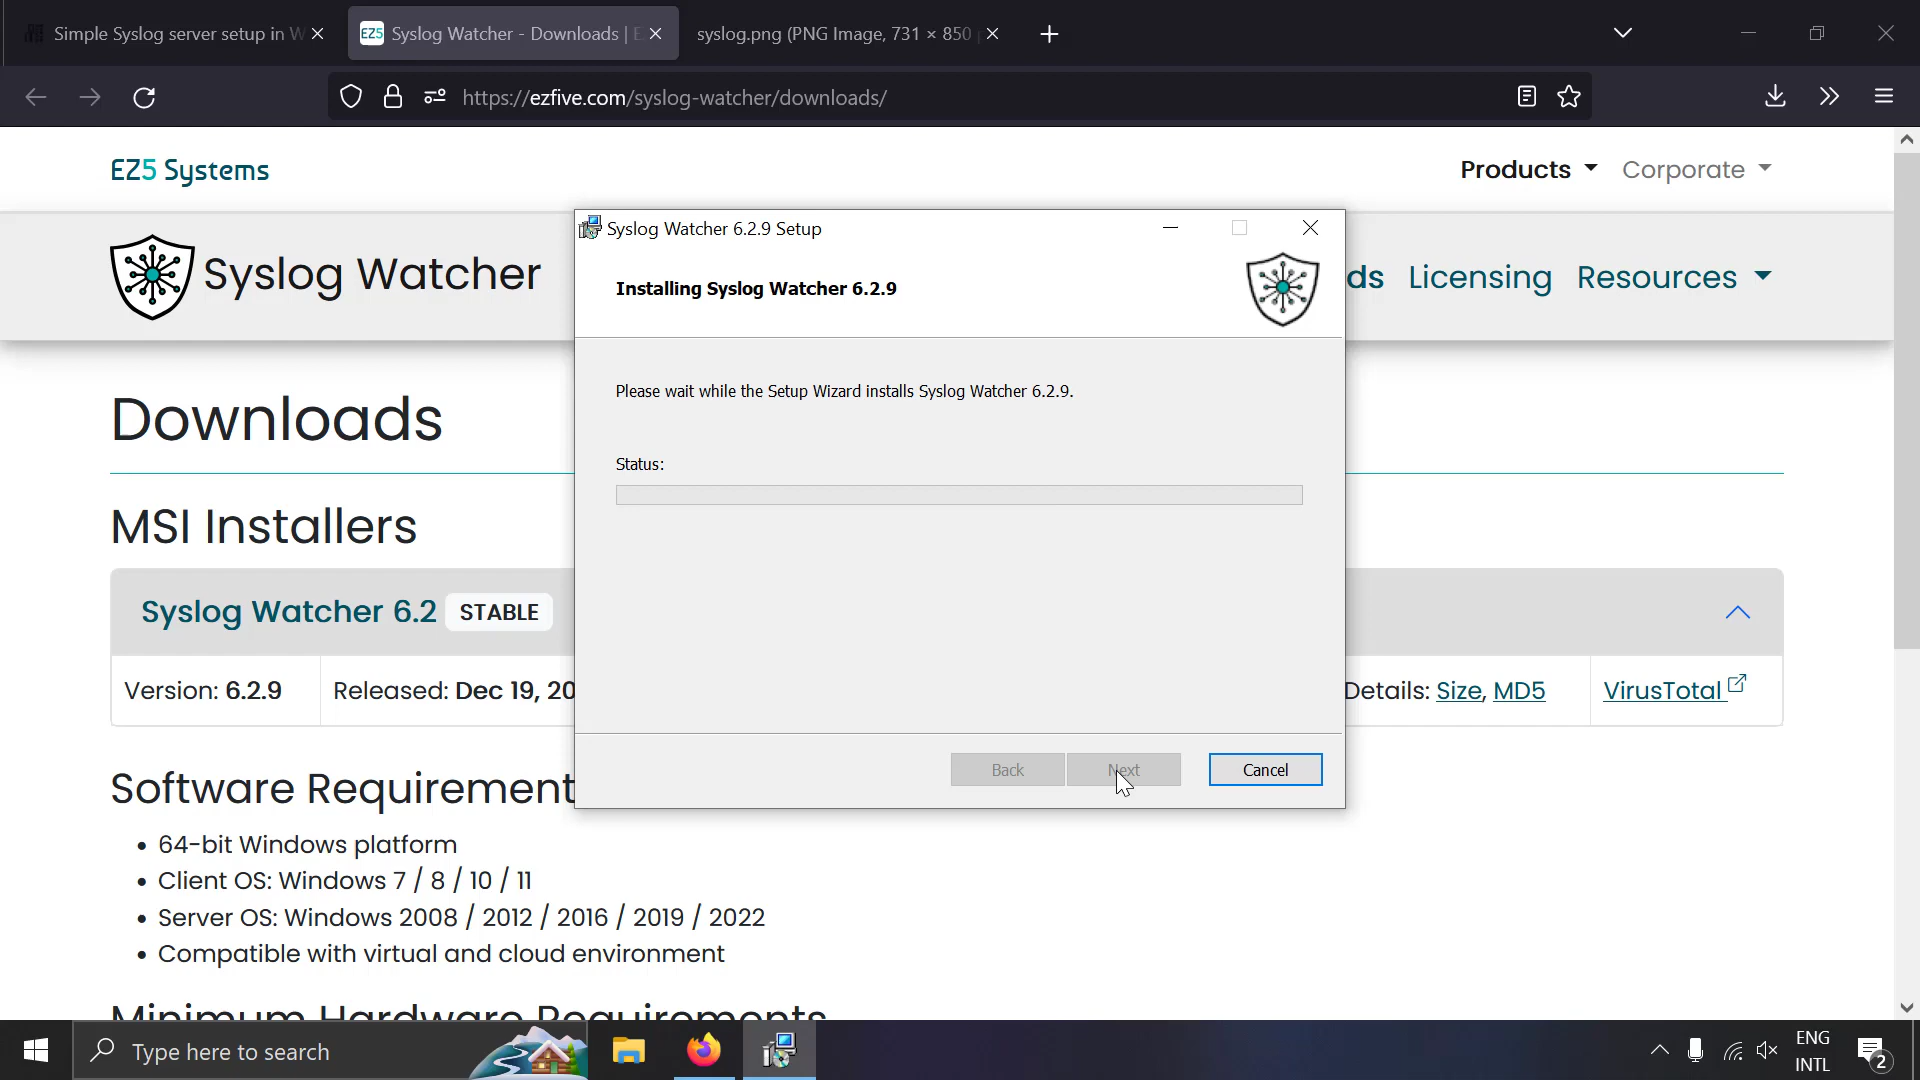 Simple Syslog server setup in W
EZ5 Syslog Watcher - Downloads | E
syslog.png (PNG Image, 731 × 850
https://ezfive.com/syslog-watcher/downloads/
EZ5 Systems
Products
Corporate
Syslog Watcher
ds
Licensing
Resources
Syslog Watcher 6.2.9 Setup
Installing Syslog Watcher 6.2.9
Please wait while the Setup Wizard installs Syslog Watcher 6.2.9.
Status:
Back
Next
Cancel
Downloads
MSI Installers
Syslog Watcher 6.2 STABLE
Version: 6.2.9
Released: Dec 19, 20
Details: Size, MD5
VirusTotal
Software Requirement
• 64-bit Windows platform
• Client OS: Windows 7 / 8 / 10 / 11
• Server OS: Windows 2008 / 2012 / 2016 / 2019 / 2022
• Compatible with virtual and cloud environment
Minimum Hardware Requirements
Type here to search
ENG
INTL
2